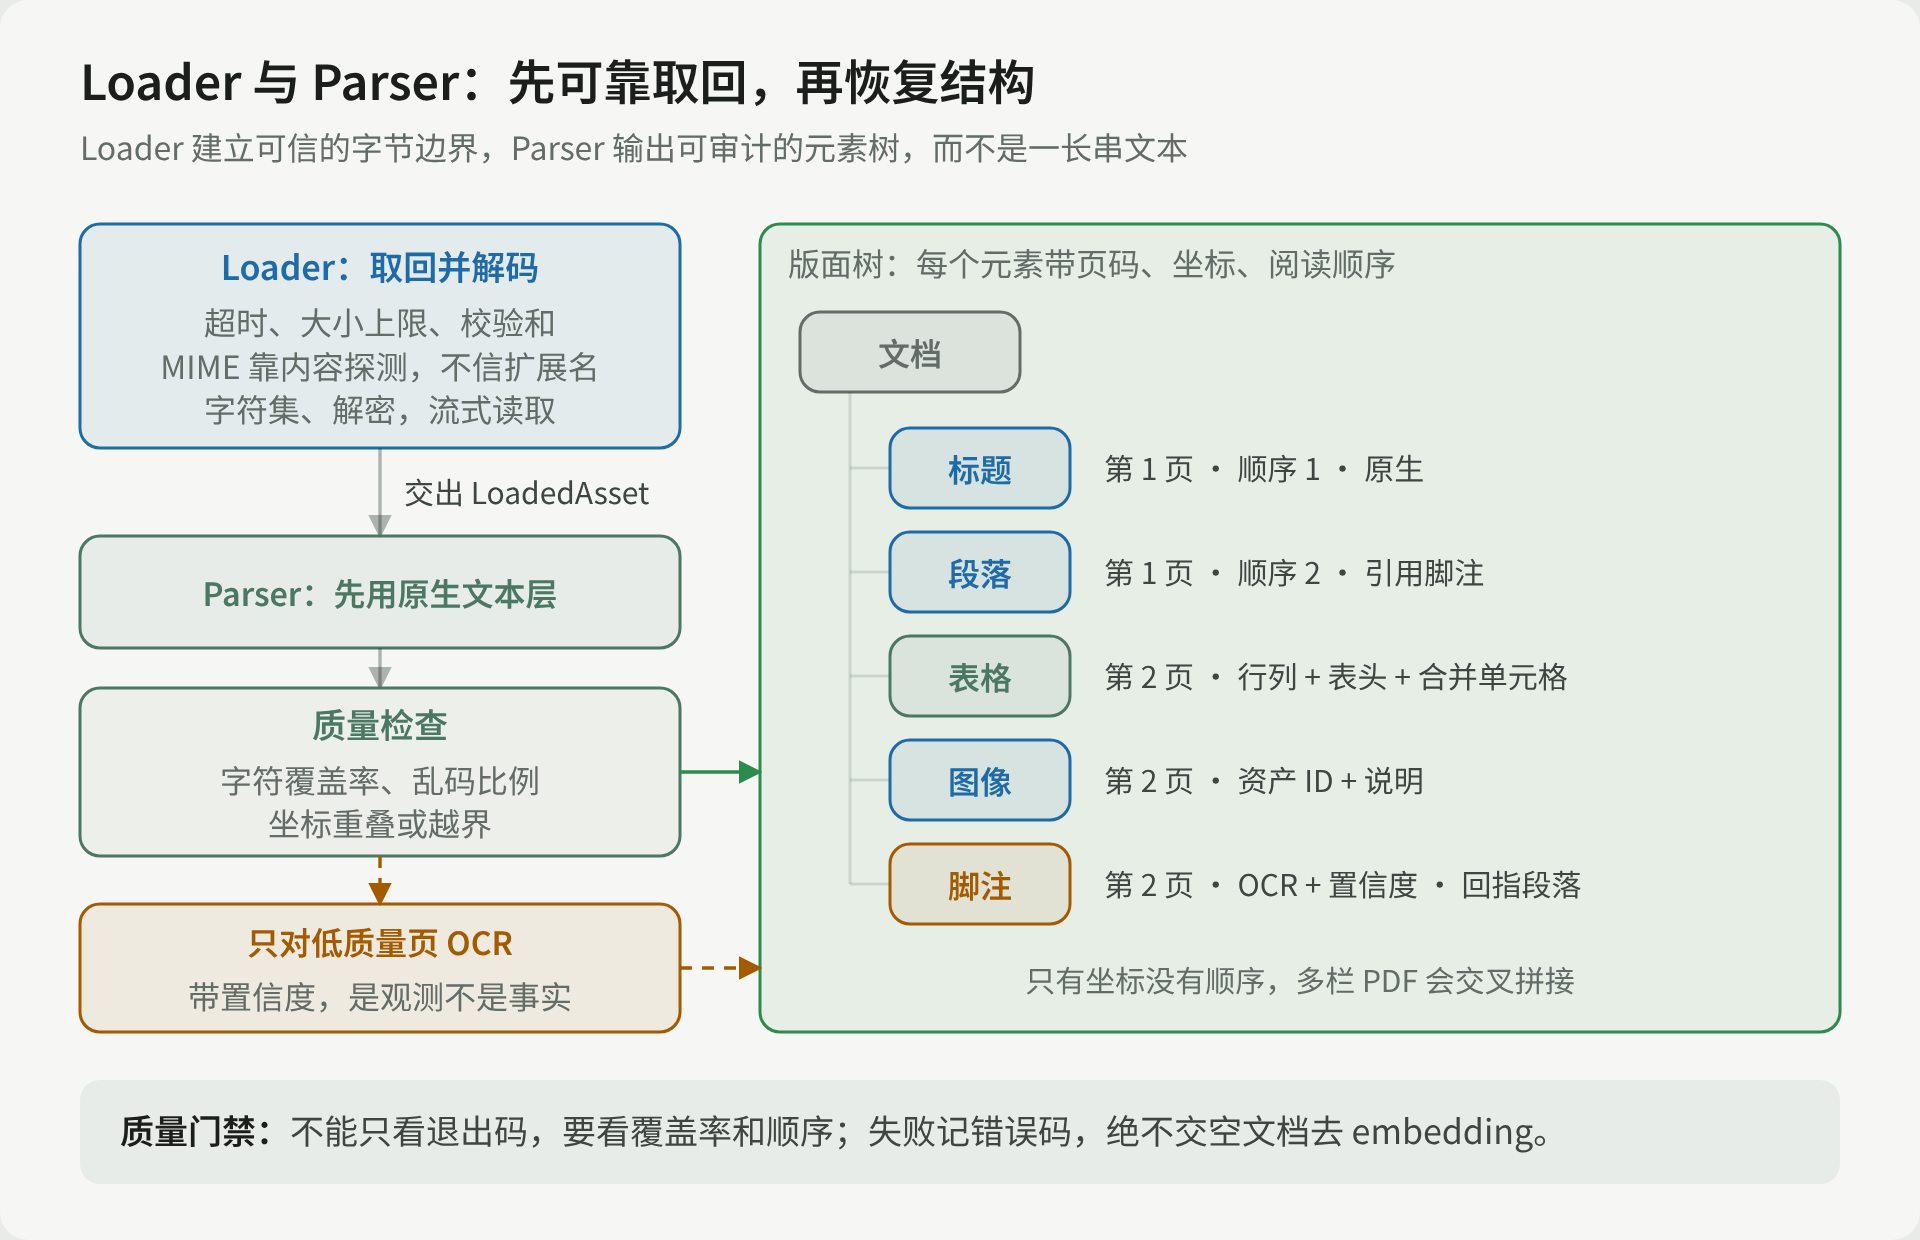 Loader 与 Parser：先可靠取回，再恢复结构
Loader 建立可信的字节边界，Parser 输出可审计的元素树，而不是一长串文本
Loader：取回并解码
超时、大小上限、校验和
MIME 靠内容探测，不信扩展名
字符集、解密，流式读取
交出 LoadedAsset
Parser：先用原生文本层
质量检查
字符覆盖率、乱码比例
坐标重叠或越界
只对低质量页 OCR
带置信度，是观测不是事实
版面树：每个元素带页码、坐标、阅读顺序
文档
标题 第 1 页 · 顺序 1 · 原生
段落 第 1 页 · 顺序 2 · 引用脚注
表格 第 2 页 · 行列 + 表头 + 合并单元格
图像 第 2 页 · 资产 ID + 说明
脚注 第 2 页 · OCR + 置信度 · 回指段落
只有坐标没有顺序，多栏 PDF 会交叉拼接
质量门禁：不能只看退出码，要看覆盖率和顺序；失败记错误码，绝不交空文档去 embedding。